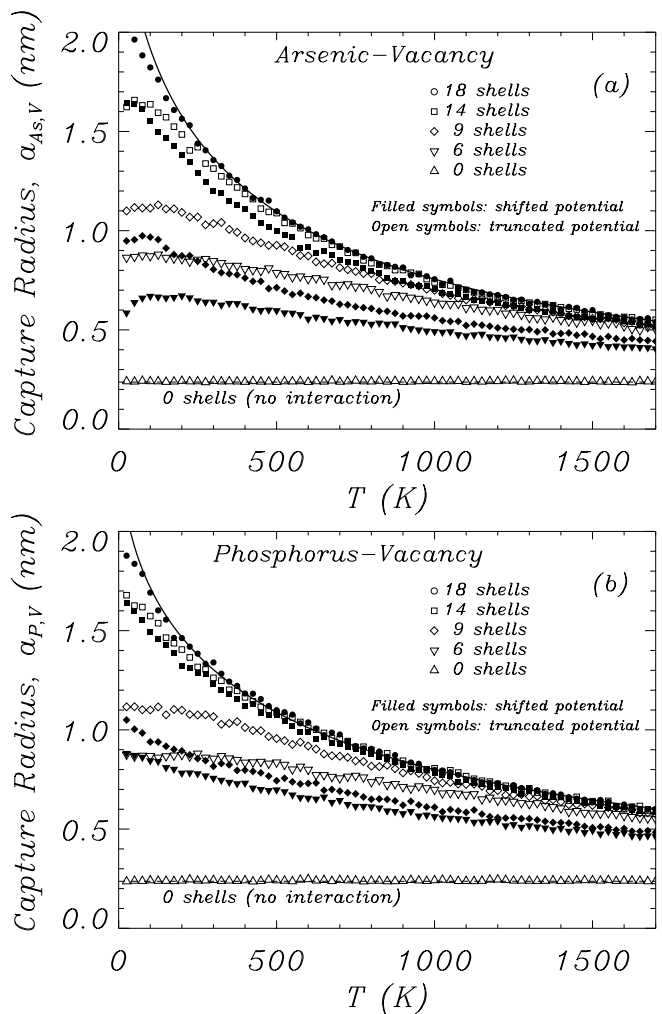 Arsenic-Vacancy
(a)
18 shells
14 shells
9 shells
6 shells
0 shells
Filled symbols: shifted potential
Open symbols: truncated potential
0 shells (no interaction)
Capture Radius, a_As,V (nm)
2.0
1.5
1.0
0.5
0.0
0 500 1000 1500
T (K)
Phosphorus-Vacancy
(b)
18 shells
14 shells
9 shells
6 shells
0 shells
Filled symbols: shifted potential
Open symbols: truncated potential
0 shells (no interaction)
Capture Radius, a_P,V (nm)
2.0
1.5
1.0
0.5
0.0
0 500 1000 1500
T (K)